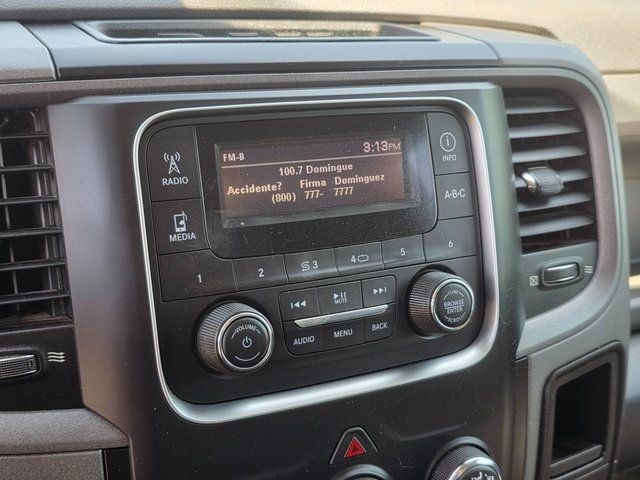 FM-B 3:13PM
100.7 Domingue
Accidente? Firma Dominguez
(800) 777- 7777
RADIO
MEDIA
i
INFO
A-B-C
1 2 3 4 5 6
MUTE
AUDIO MENU BACK
VOLUME
BROWSE
ENTER